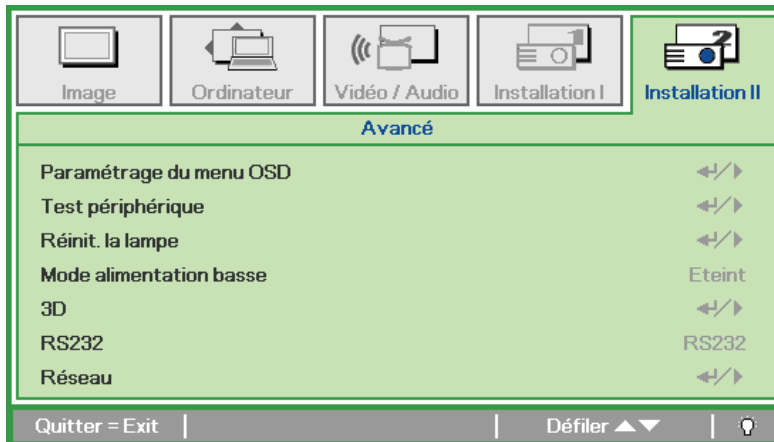 Image
Ordinateur
Vidéo / Audio
Installation I
Installation II
Avancé
Paramétrage du menu OSD
Test périphérique
Réinit. la lampe
Mode alimentation basse Eteint
3D
RS232 RS232
Réseau
Quitter = Exit Défiler